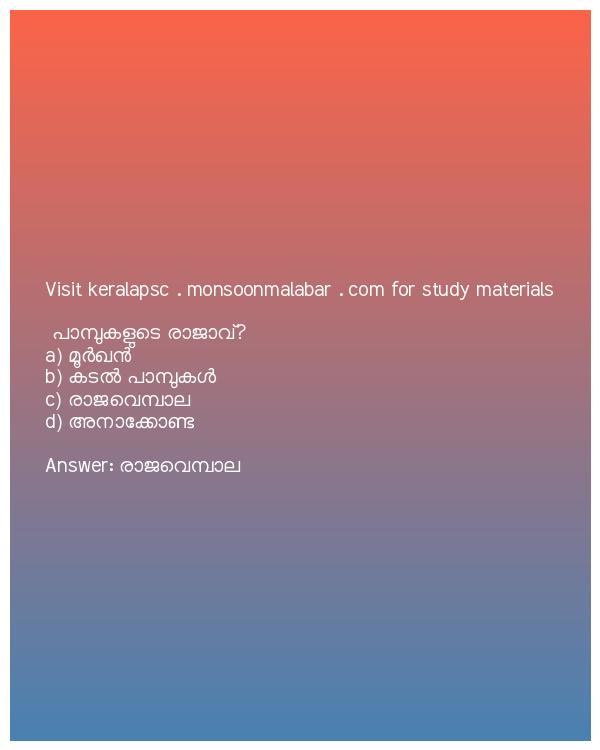 Visit keralapsc . monsoonmalabar . com for study materials
പാമ്പുകളുടെ രാജാവ്?
a) മൂർഖൻ
b) കടൽ പാമ്പുകൾ
c) രാജവെമ്പാല
d) അനാക്കോണ്ട
Answer: രാജവെമ്പാല